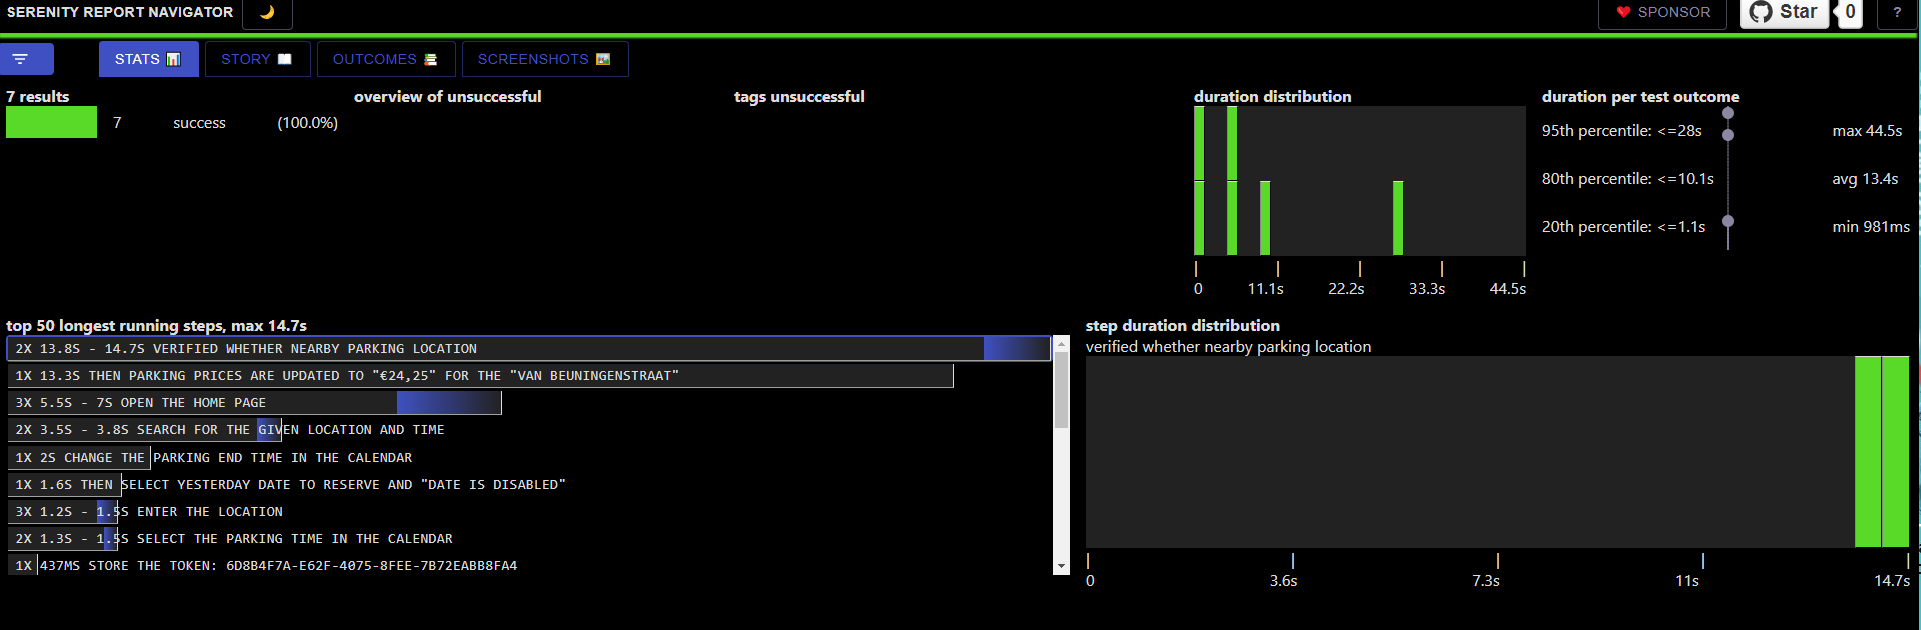 SERENITY REPORT NAVIGATOR
SPONSOR
Star
0
?
STATS
STORY
OUTCOMES
SCREENSHOTS
7 results
7 success (100.0%)
overview of unsuccessful
tags unsuccessful
duration distribution
0 11.1s 22.2s 33.3s 44.5s
duration per test outcome
95th percentile: <=28s max 44.5s
80th percentile: <=10.1s avg 13.4s
20th percentile: <=1.1s min 981ms
top 50 longest running steps, max 14.7s
2X 13.8S - 14.7S VERIFIED WHETHER NEARBY PARKING LOCATION
1X 13.3S THEN PARKING PRICES ARE UPDATED TO "€24,25" FOR THE "VAN BEUNINGENSTRAAT"
3X 5.5S - 7S OPEN THE HOME PAGE
2X 3.5S - 3.8S SEARCH FOR THE GIVEN LOCATION AND TIME
1X 2S CHANGE THE PARKING END TIME IN THE CALENDAR
1X 1.6S THEN SELECT YESTERDAY DATE TO RESERVE AND "DATE IS DISABLED"
3X 1.2S - 1.5S ENTER THE LOCATION
2X 1.3S - 1.5S SELECT THE PARKING TIME IN THE CALENDAR
1X 437MS STORE THE TOKEN: 6D8B4F7A-E62F-4075-8FEE-7B72EABB8FA4
step duration distribution
verified whether nearby parking location
0 3.6s 7.3s 11s 14.7s